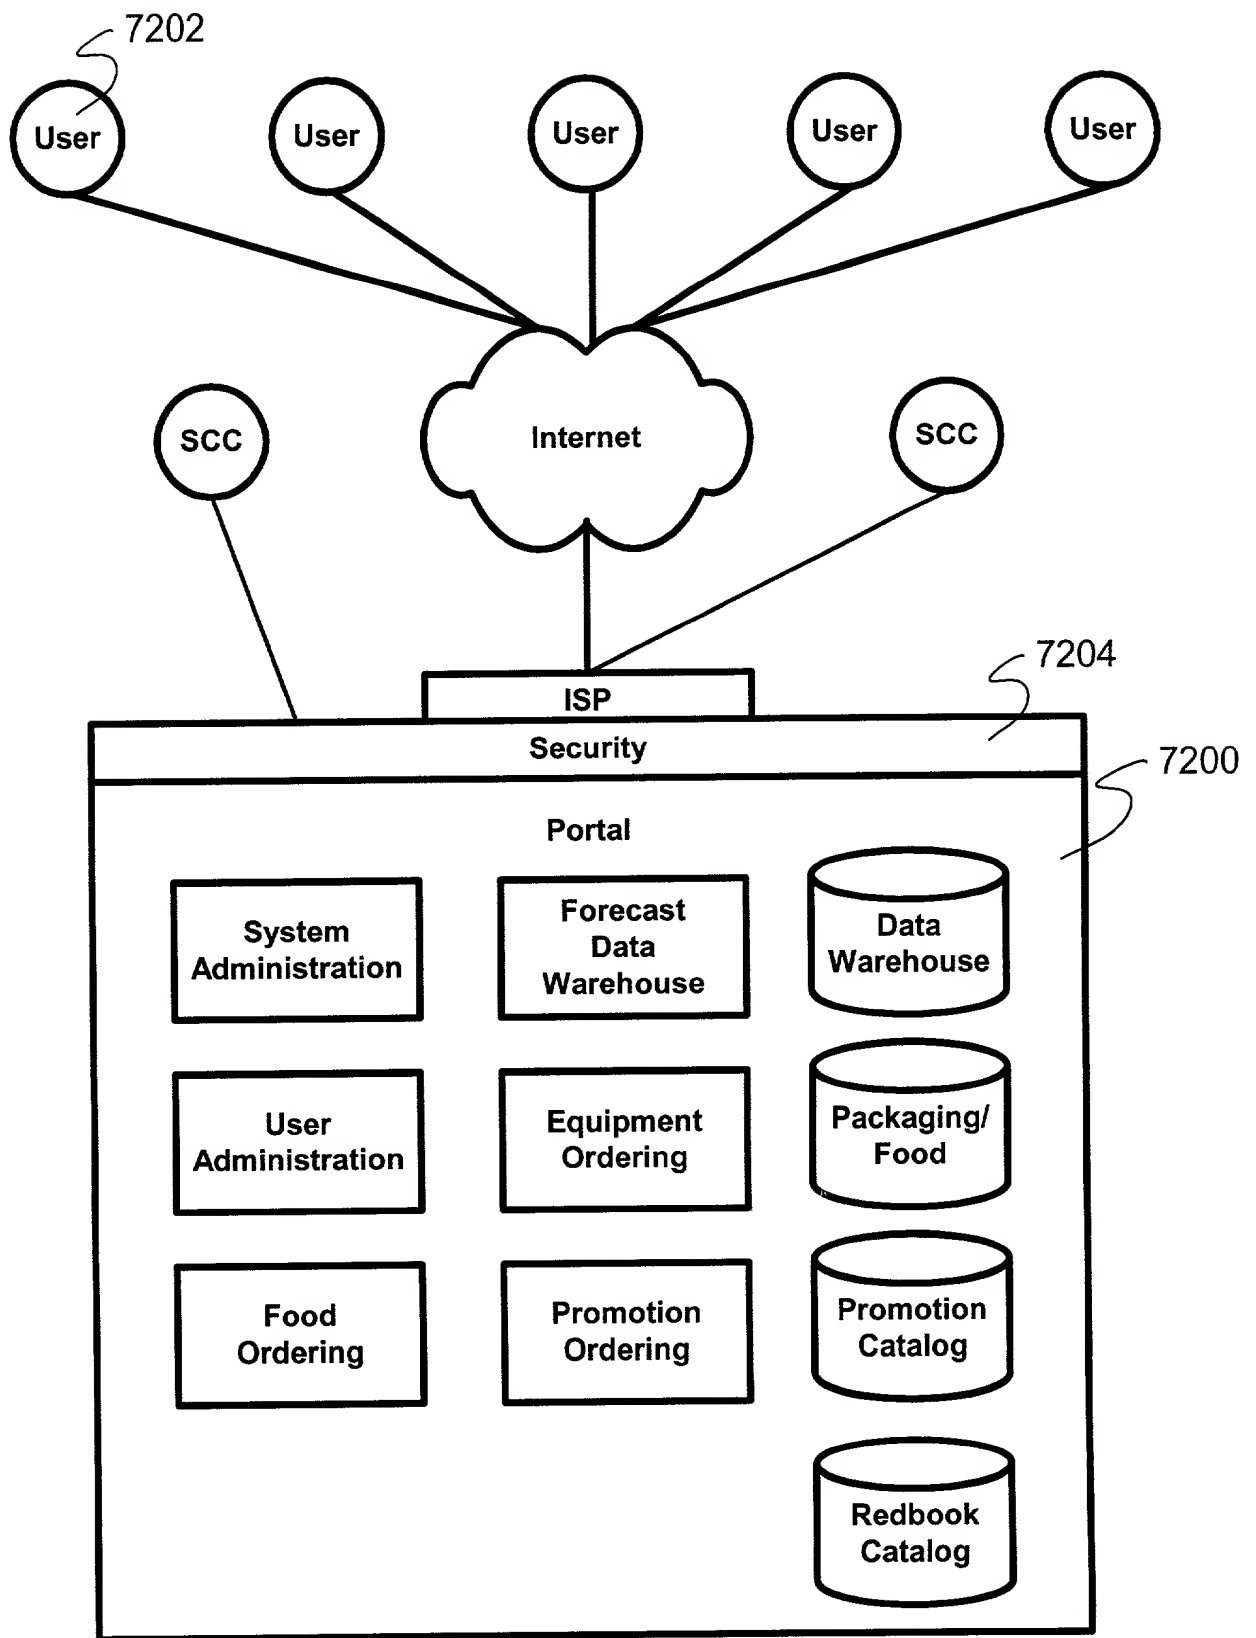 7202
User
User
User
User
User
SCC
Internet
SCC
7204
ISP
Security
7200
Portal
System
Administration
Forecast
Data
Warehouse
Data
Warehouse
User
Administration
Equipment
Ordering
Packaging/
Food
Food
Ordering
Promotion
Ordering
Promotion
Catalog
Redbook
Catalog